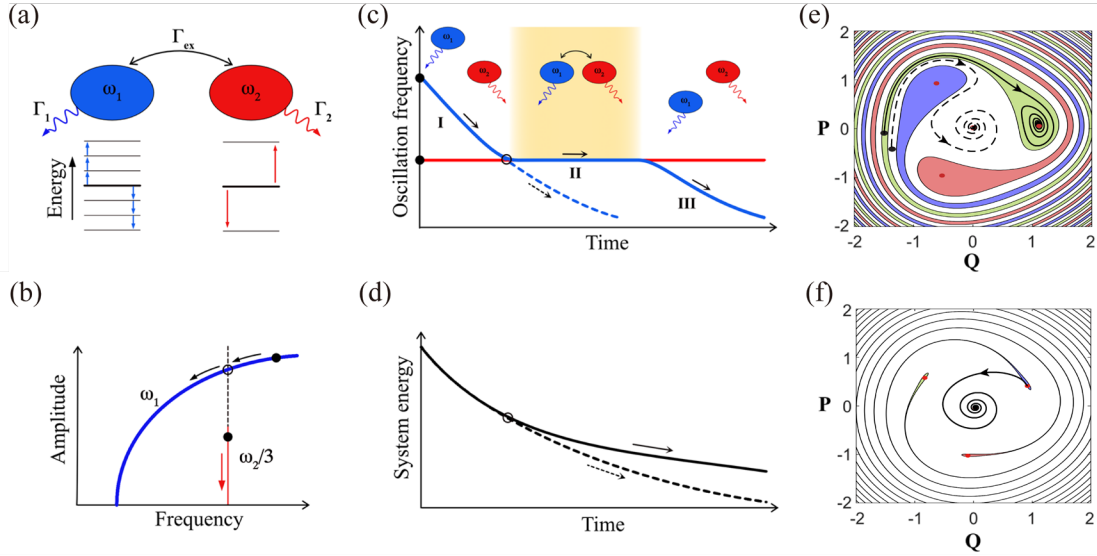 (a)
Γex
ω1
ω2
Γ1
Γ2
Energy
(b)
Amplitude
ω1
ω2/3
Frequency
(c)
Oscillation frequency
ω1
ω2
ω1
ω2
ω2
ω1
I
II
III
Time
(d)
System energy
Time
(e)
P
2
1
0
-1
-2
-2
-1
0
1
2
Q
(f)
P
2
1
0
-1
-2
-2
-1
0
1
2
Q